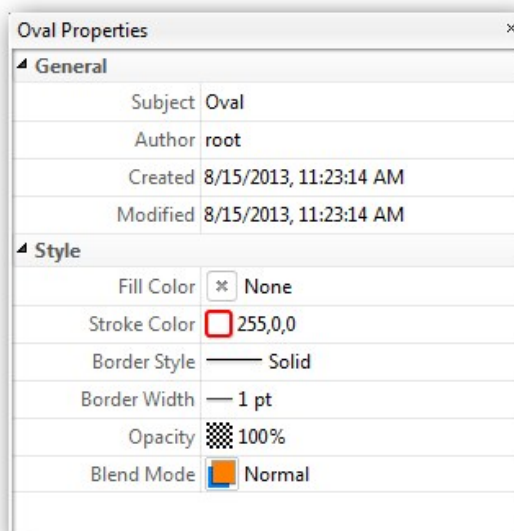 Oval Properties
General
Subject Oval
Author root
Created 8/15/2013, 11:23:14 AM
Modified 8/15/2013, 11:23:14 AM
Style
Fill Color None
Stroke Color 255,0,0
Border Style Solid
Border Width 1 pt
Opacity 100%
Blend Mode Normal